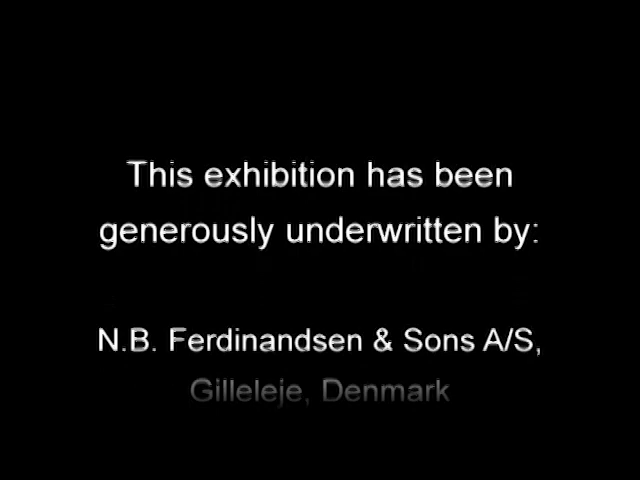 This exhibition has been
generously underwritten by:
N.B. Ferdinandsen & Sons A/S,
Gilleleje, Denmark